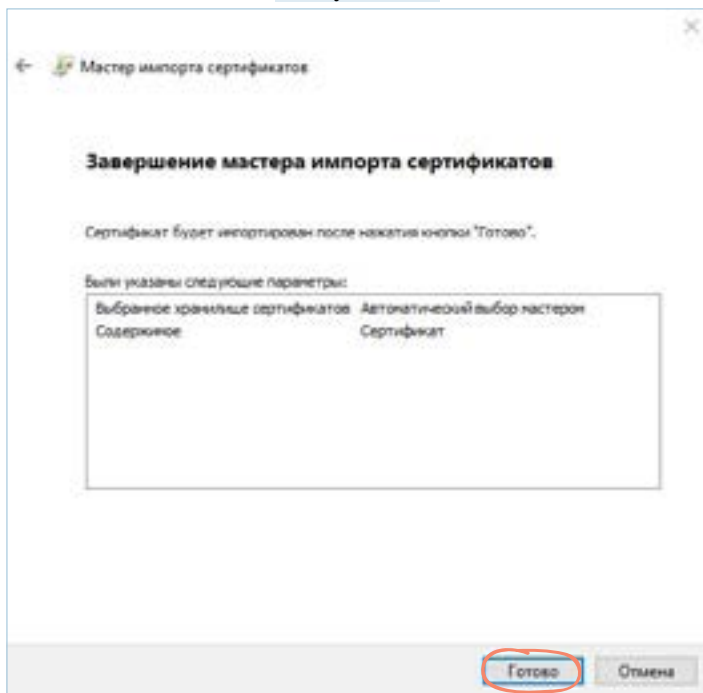 Мастер импорта сертификатов
Завершение мастера импорта сертификатов
Сертификат будет импортирован после нажатия кнопки "Готово".
Были указаны следующие параметры:
Выбранное хранилище сертификатов Автоматический выбор мастером
Содержимое Сертификат
Готово Отмена